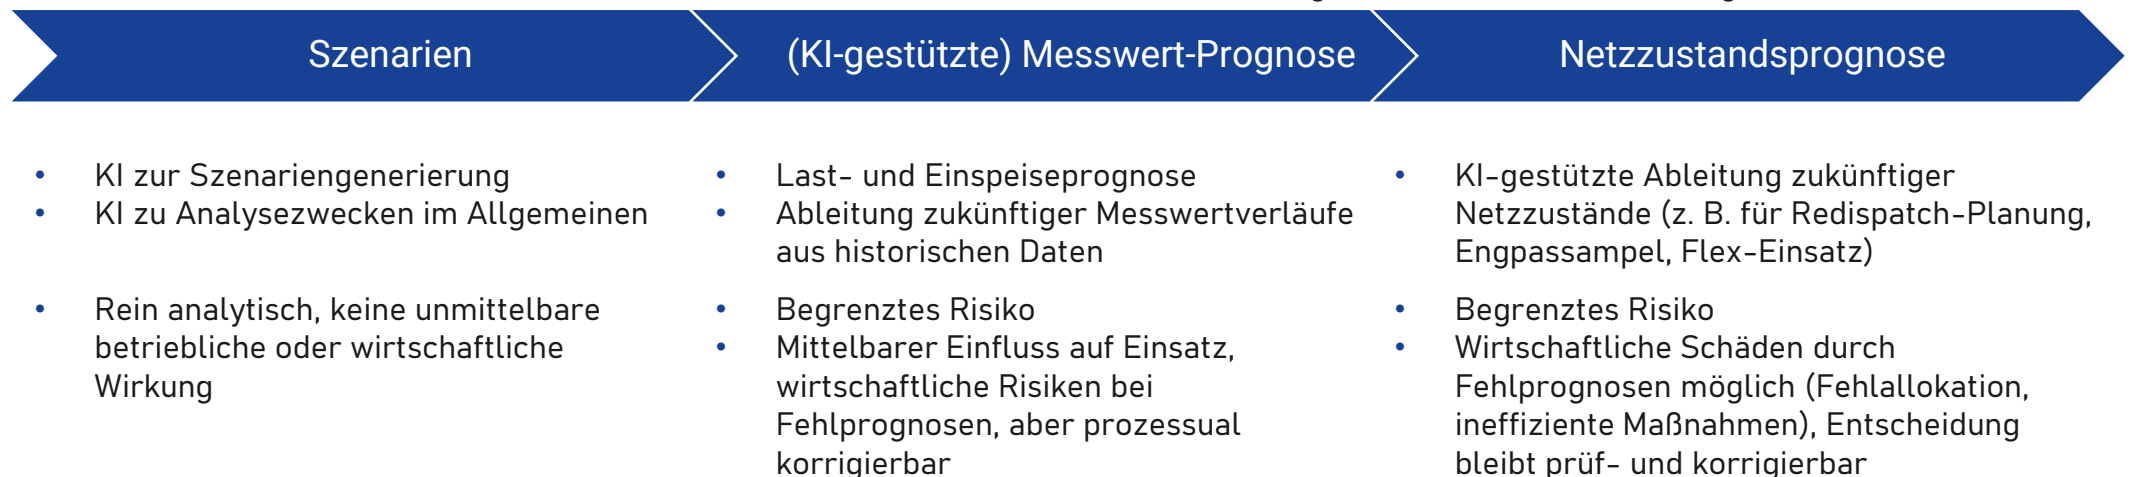 Szenarien
(KI-gestützte) Messwert-Prognose
Netzzustandsprognose
• KI zur Szenariengenerierung
• KI zu Analysezwecken im Allgemeinen
• Rein analytisch, keine unmittelbare
betriebliche oder wirtschaftliche
Wirkung
• Last- und Einspeiseprognose
• Ableitung zukünftiger Messwertverläufe
aus historischen Daten
• Begrenztes Risiko
• Mittelbarer Einfluss auf Einsatz,
wirtschaftliche Risiken bei
Fehlprognosen, aber prozessual
korrigierbar
• KI-gestützte Ableitung zukünftiger
Netzzustände (z. B. für Redispatch-Planung,
Engpassampel, Flex-Einsatz)
• Begrenztes Risiko
• Wirtschaftliche Schäden durch
Fehlprognosen möglich (Fehlallokation,
ineffiziente Maßnahmen), Entscheidung
bleibt prüf- und korrigierbar